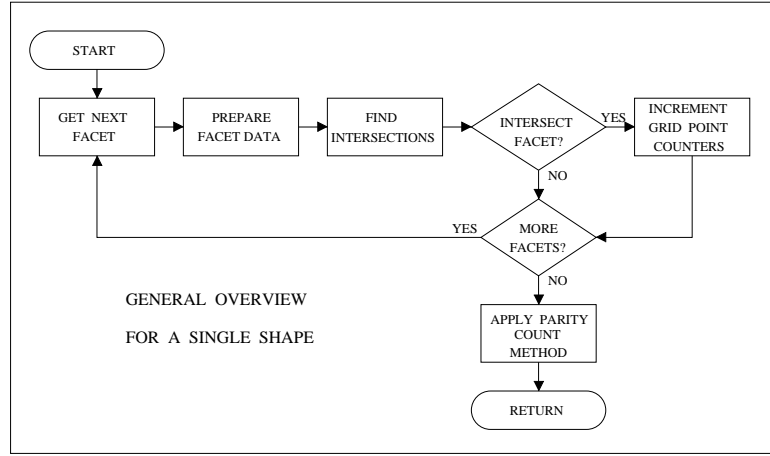 START
GET NEXT
FACET
PREPARE
FACET DATA
FIND
INTERSECTIONS
INTERSECT
FACET?
YES
INCREMENT
GRID POINT
COUNTERS
NO
YES
MORE
FACETS?
NO
GENERAL OVERVIEW
FOR A SINGLE SHAPE
APPLY PARITY
COUNT
METHOD
RETURN